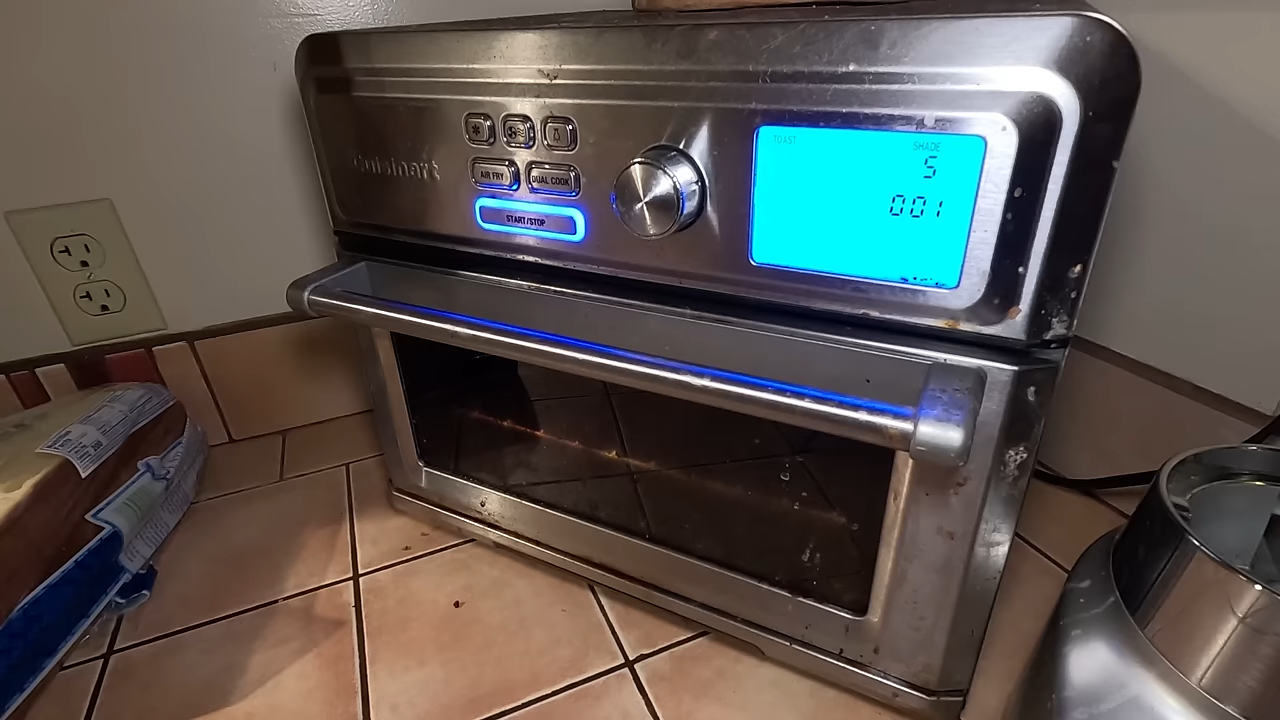 Cuisinart
AIR FRY
DUAL COOK
START/STOP
TOAST
SHADE
5
001